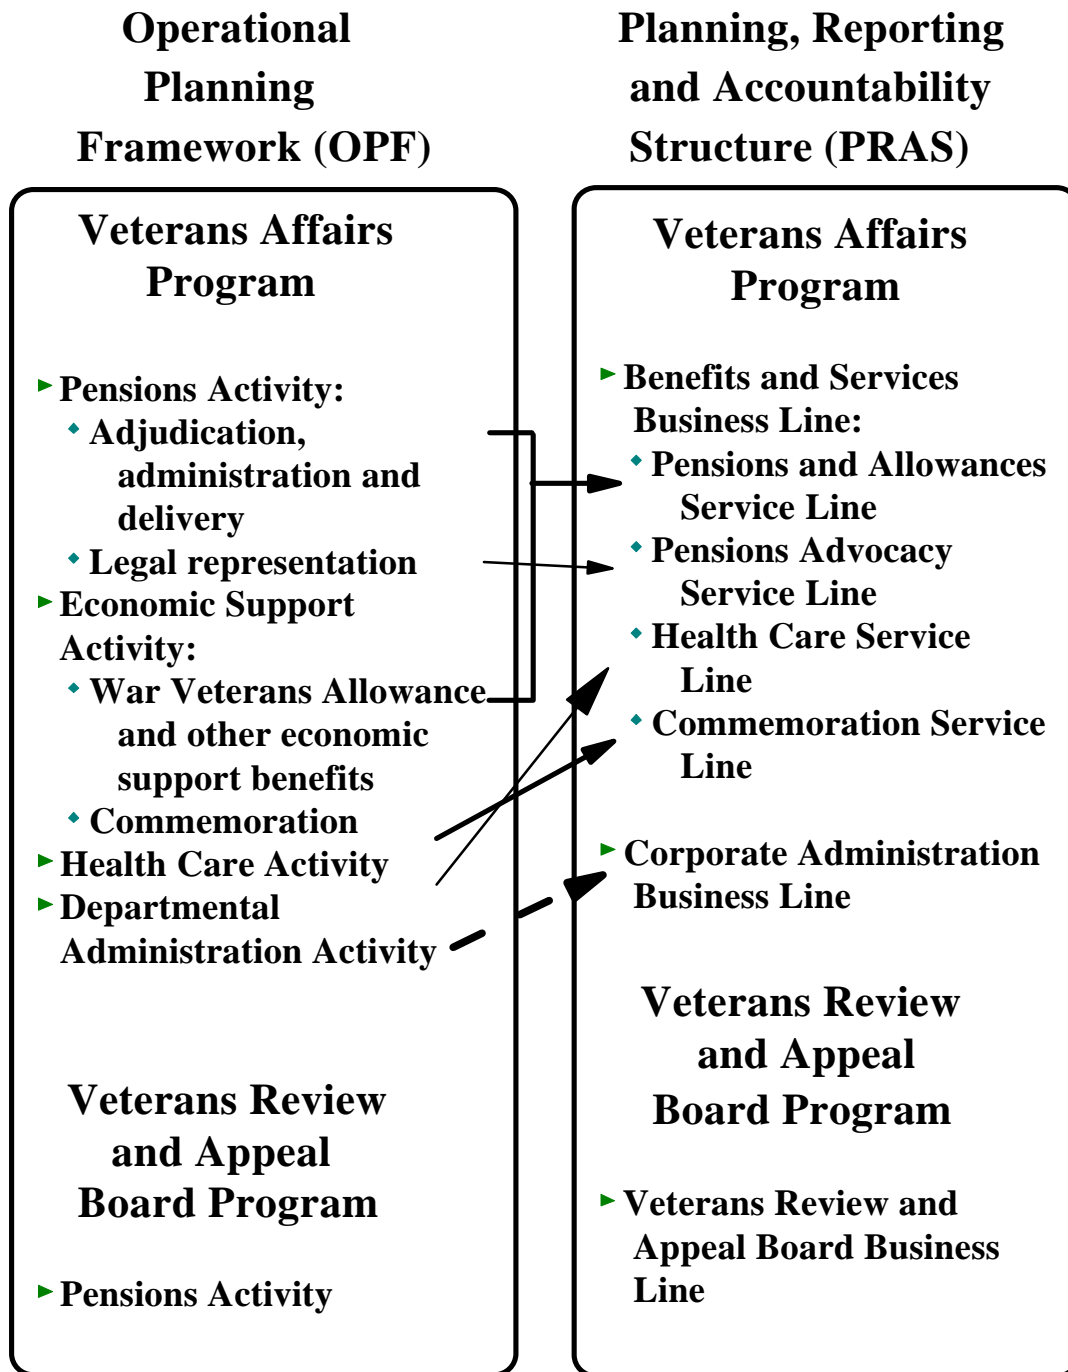 Operational
Planning
Framework (OPF)
Veterans Affairs
Program
Pensions Activity:
Adjudication,
administration and
delivery
Legal representation
Economic Support
Activity:
War Veterans Allowance
and other economic
support benefits
Commemoration
Health Care Activity
Departmental
Administration Activity
Veterans Review
and Appeal
Board Program
Pensions Activity
Planning, Reporting
and Accountability
Structure (PRAS)
Veterans Affairs
Program
Benefits and Services
Business Line:
Pensions and Allowances
Service Line
Pensions Advocacy
Service Line
Health Care Service
Line
Commemoration Service
Line
Corporate Administration
Business Line
Veterans Review
and Appeal
Board Program
Veterans Review and
Appeal Board Business
Line